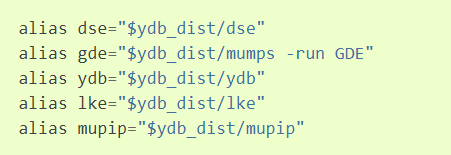 alias dse="$ydb_dist/dse"
alias gde="$ydb_dist/mumps -run GDE"
alias ydb="$ydb_dist/ydb"
alias lke="$ydb_dist/lke"
alias mupip="$ydb_dist/mupip"